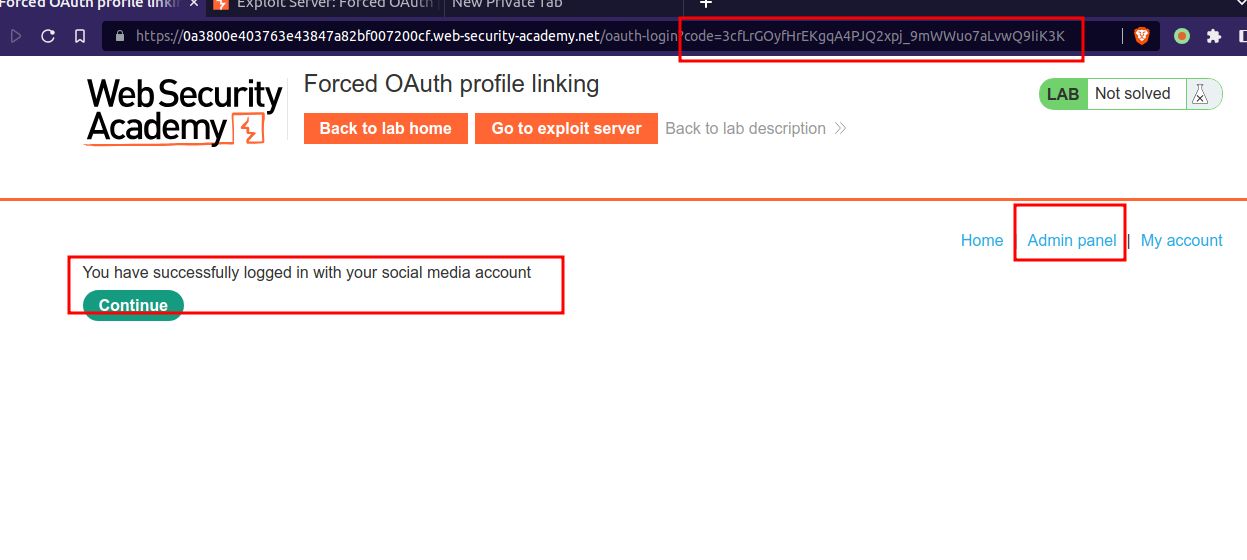 Forced OAuth profile linkin
Exploit Server: Forced OAuth
New Private Tab
https://0a3800e403763e43847a82bf007200cf.web-security-academy.net/oauth-login?code=3cfLrGOyfHrEKgqA4PJQ2xpj_9mWWuo7aLvwQ9IiK3K
Web Security
Academy
Forced OAuth profile linking
Back to lab home
Go to exploit server
Back to lab description
LAB
Not solved
Home | Admin panel | My account
You have successfully logged in with your social media account
Continue